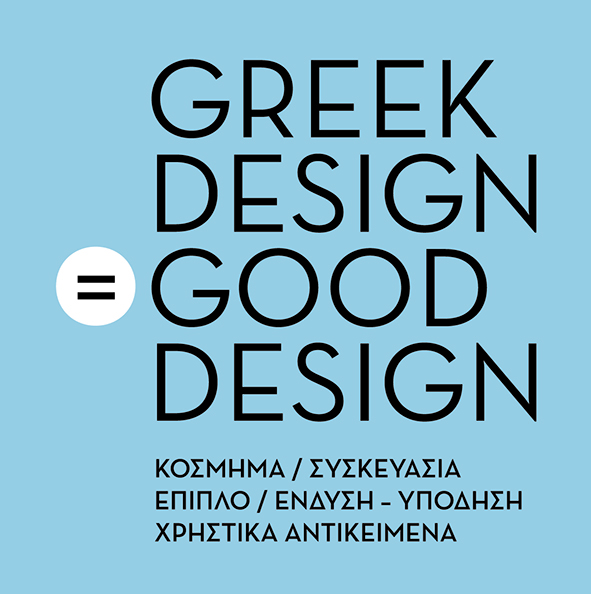 GREEK
DESIGN
= GOOD
DESIGN
ΚΟΣΜΗΜΑ / ΣΥΣΚΕΥΑΣΙΑ
ΕΠΙΠΛΟ / ΕΝΔΥΣΗ – ΥΠΟΔΗΣΗ
ΧΡΗΣΤΙΚΑ ΑΝΤΙΚΕΙΜΕΝΑ